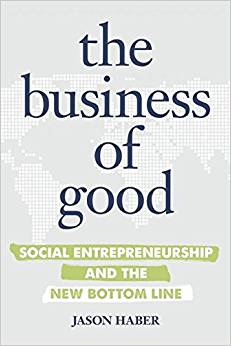 the
business
of
good
SOCIAL ENTREPRENEURSHIP
AND THE
NEW BOTTOM LINE
JASON HABER